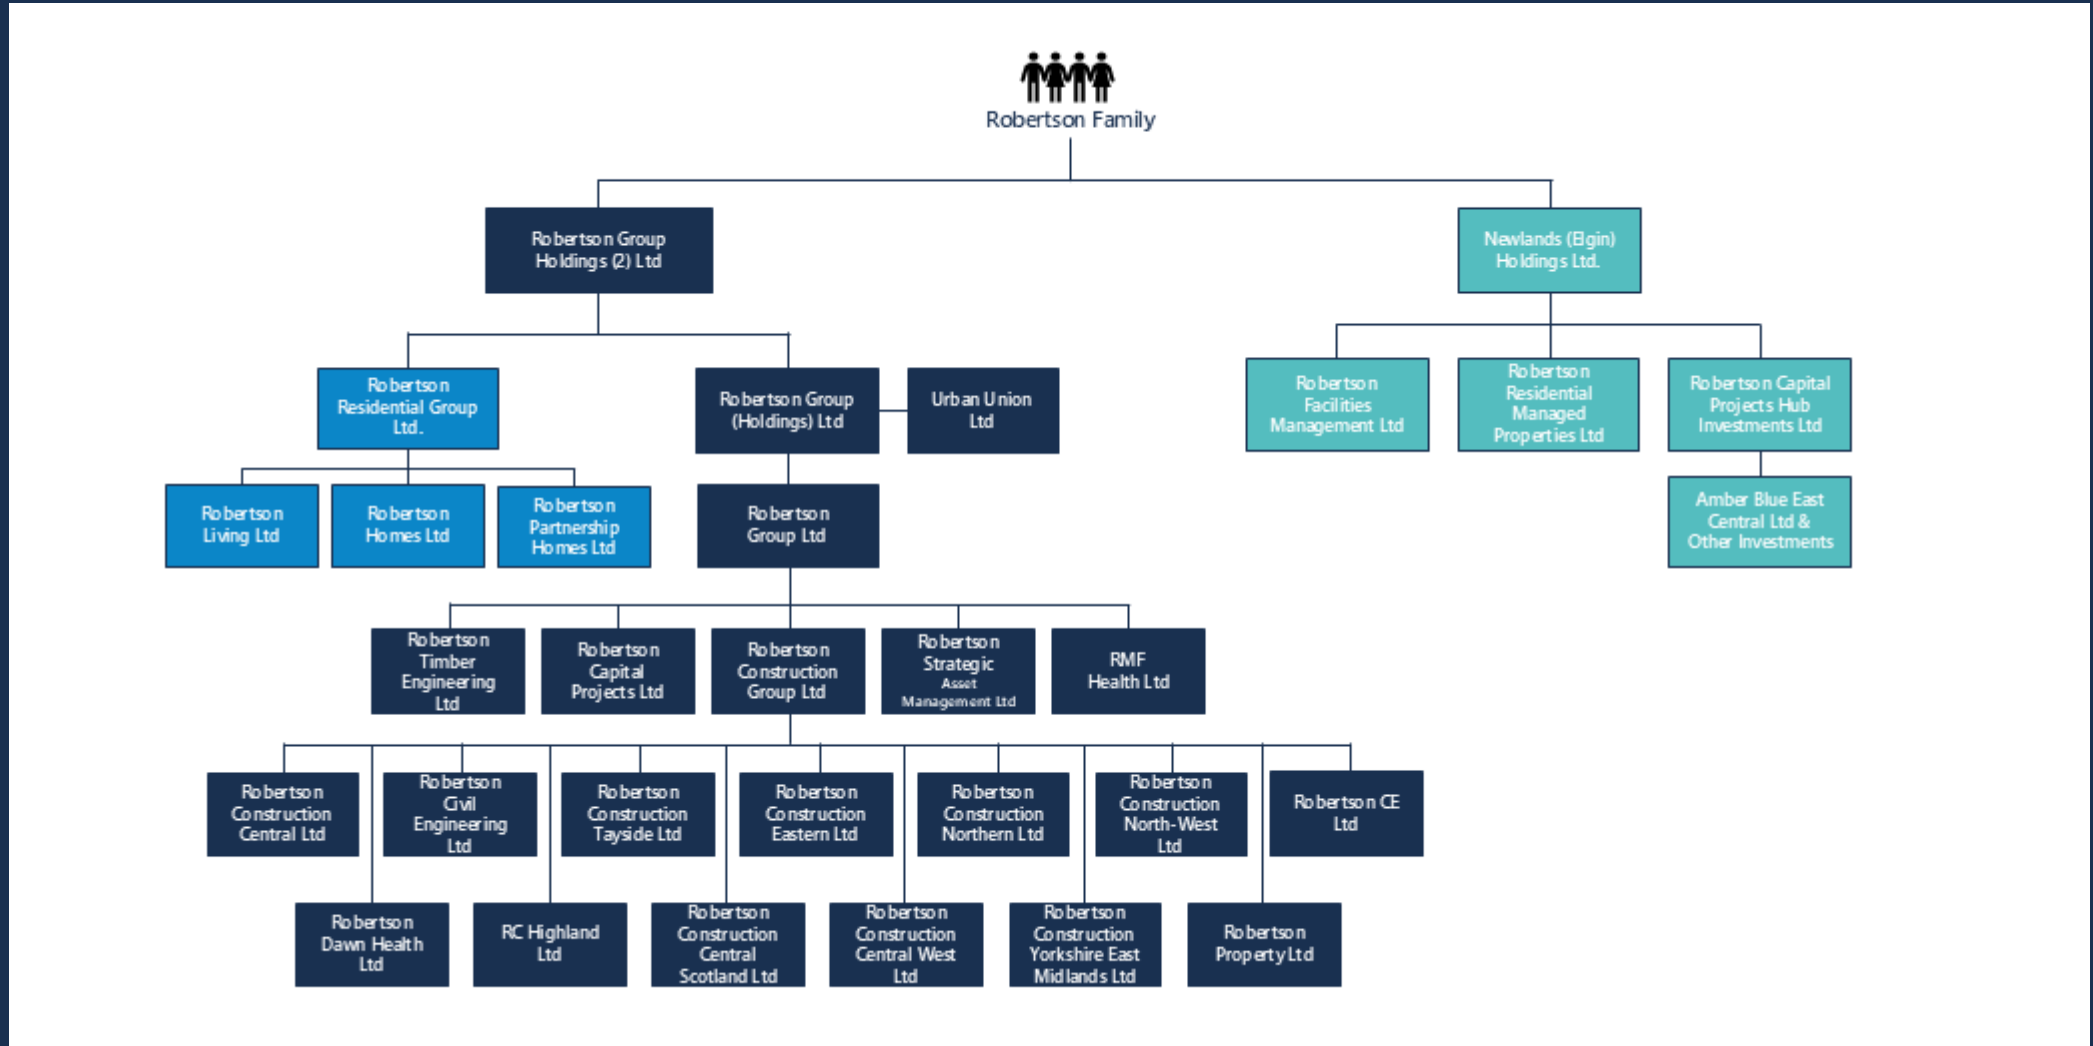 Robertson Family
Robertson Group
Holdings (2) Ltd
Newlands (Elgin)
Holdings Ltd.
Robertson
Residential Group
Ltd.
Robertson Group
(Holdings) Ltd
Urban Union
Ltd
Robertson
Facilities
Management Ltd
Robertson
Residential
Managed
Properties Ltd
Robertson Capital
Projects Hub
Investments Ltd
Robertson
Living Ltd
Robertson
Homes Ltd
Robertson
Partnership
Homes Ltd
Robertson
Group Ltd
Amber Blue East
Central Ltd &
Other Investments
Robertson
Timber
Engineering
Ltd
Robertson
Capital
Projects Ltd
Robertson
Construction
Group Ltd
Robertson
Strategic
Asset
Management Ltd
RMF
Health Ltd
Robertson
Construction
Central Ltd
Robertson
Civil
Engineering
Ltd
Robertson
Construction
Tayside Ltd
Robertson
Construction
Eastern Ltd
Robertson
Construction
Northern Ltd
Robertson
Construction
North-West
Ltd
Robertson CE
Ltd
Robertson
Dawn Health
Ltd
RC Highland
Ltd
Robertson
Construction
Central
Scotland Ltd
Robertson
Construction
Central West
Ltd
Robertson
Construction
Yorkshire East
Midlands Ltd
Robertson
Property Ltd